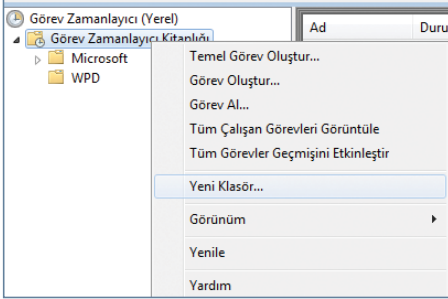 Görev Zamanlayıcı (Yerel)
Görev Zamanlayıcı Kitaplığı
Microsoft
WPD
Ad
Duru
Temel Görev Oluştur...
Görev Oluştur...
Görev Al...
Tüm Çalışan Görevleri Görüntüle
Tüm Görevler Geçmişini Etkinleştir
Yeni Klasör...
Görünüm
Yenile
Yardım